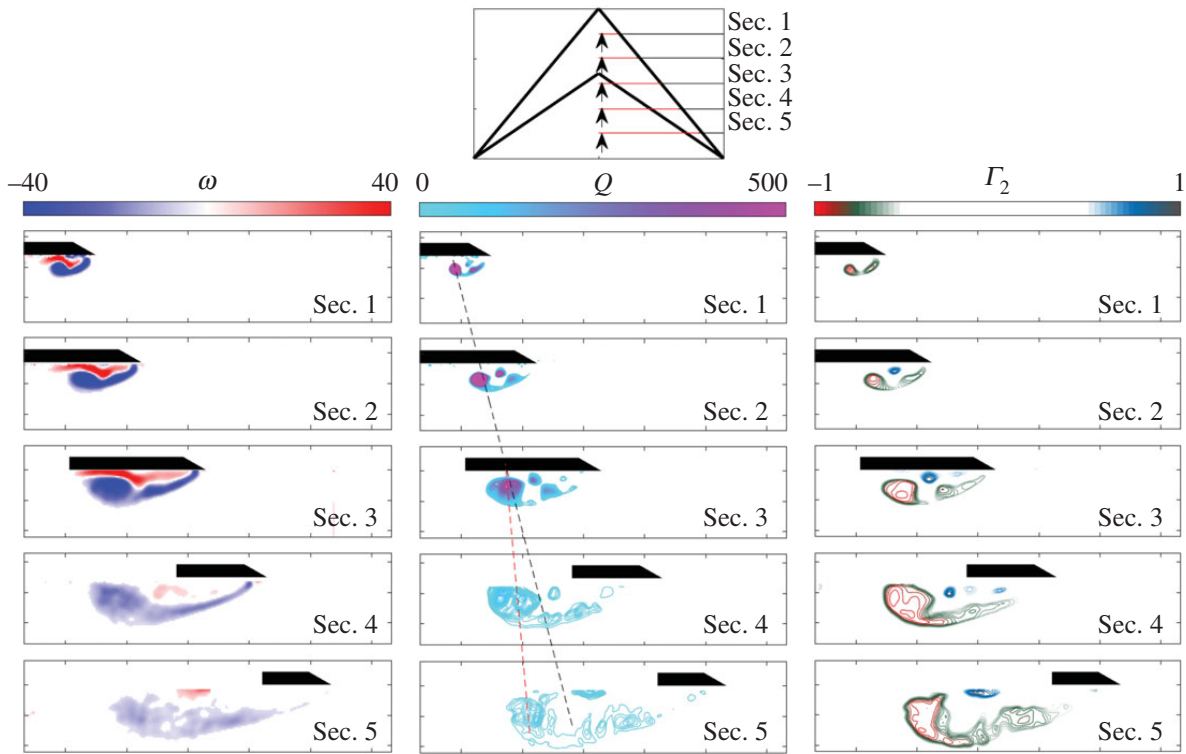 Sec. 1
Sec. 2
Sec. 3
Sec. 4
Sec. 5
–40 ω 40
0 Q 500
–1 Γ2 1
Sec. 1
Sec. 1
Sec. 1
Sec. 2
Sec. 2
Sec. 2
Sec. 3
Sec. 3
Sec. 3
Sec. 4
Sec. 4
Sec. 4
Sec. 5
Sec. 5
Sec. 5